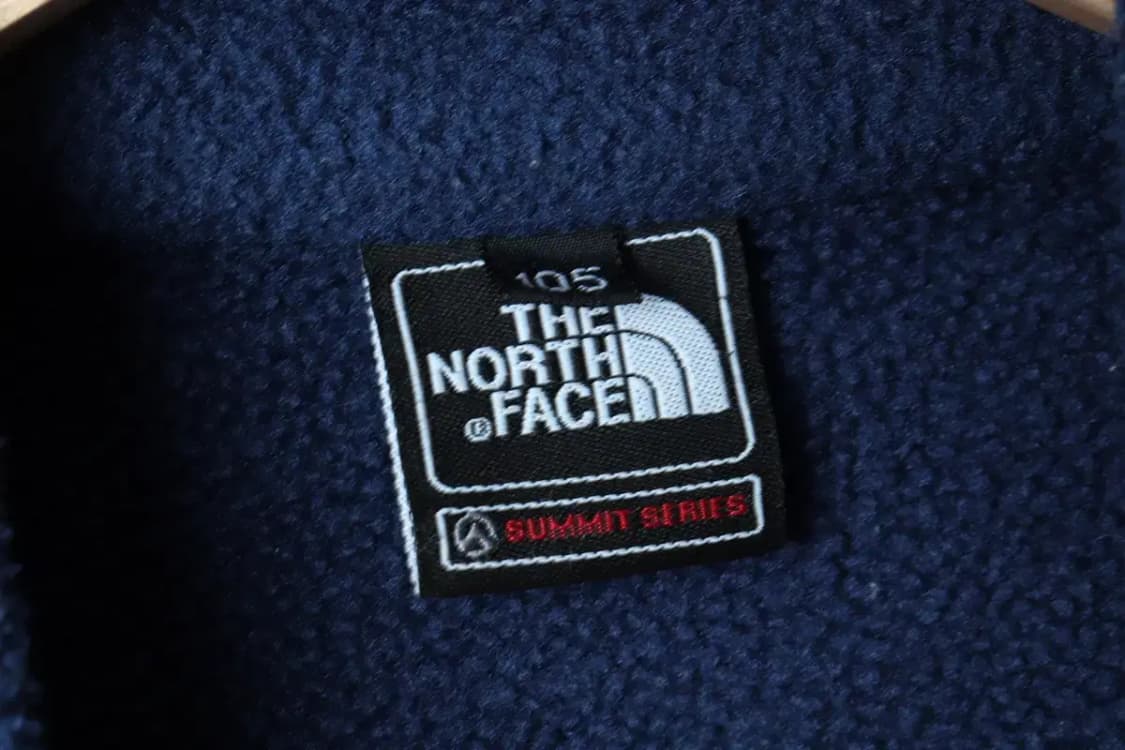 105
THE
NORTH
® FACE
SUMMIT SERIES